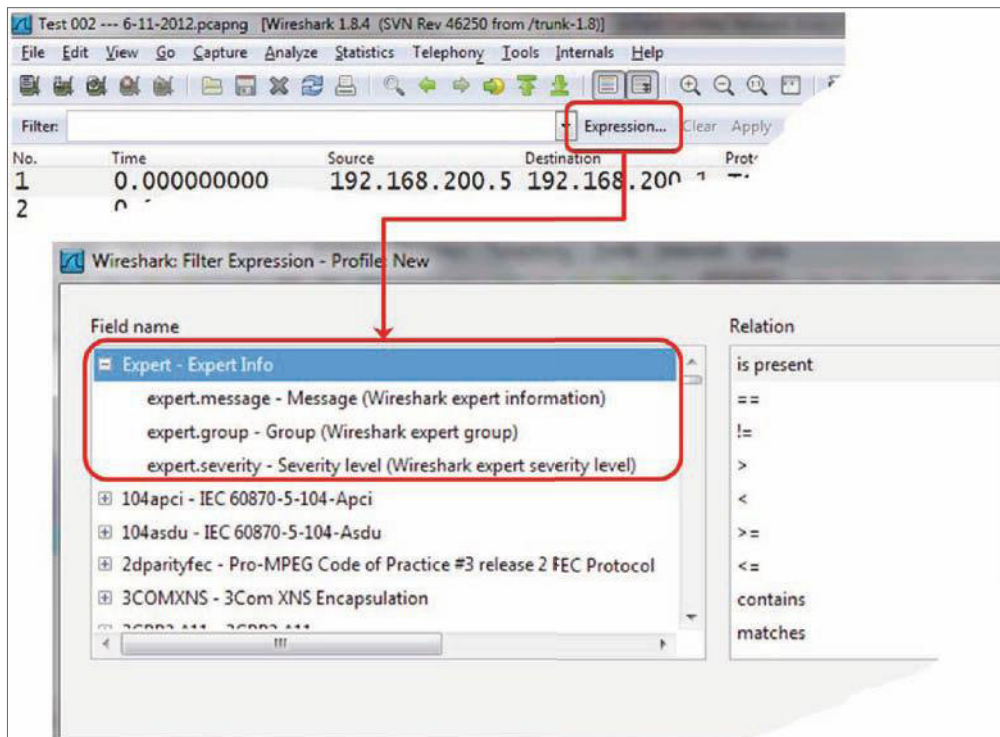 Test 002 --- 6-11-2012.pcapng [Wireshark 1.8.4 (SVN Rev 46250 from /trunk-1.8)]
File Edit View Go Capture Analyze Statistics Telephony Tools Internals Help
Filter: Expression... Clear Apply
No. Time Source Destination
1 0.000000000 192.168.200.5 192.168.200.1
2
Wireshark: Filter Expression - Profile: New
Field name
Relation
Expert - Expert Info
expert.message - Message (Wireshark expert information)
expert.group - Group (Wireshark expert group)
expert.severity - Severity level (Wireshark expert severity level)
104apci - IEC 60870-5-104-Apci
104asdu - IEC 60870-5-104-Asdu
2dparityfec - Pro-MPEG Code of Practice #3 release 2 FEC Protocol
3COMXNS - 3Com XNS Encapsulation
is present
==
!=
>
<
>=
<=
contains
matches